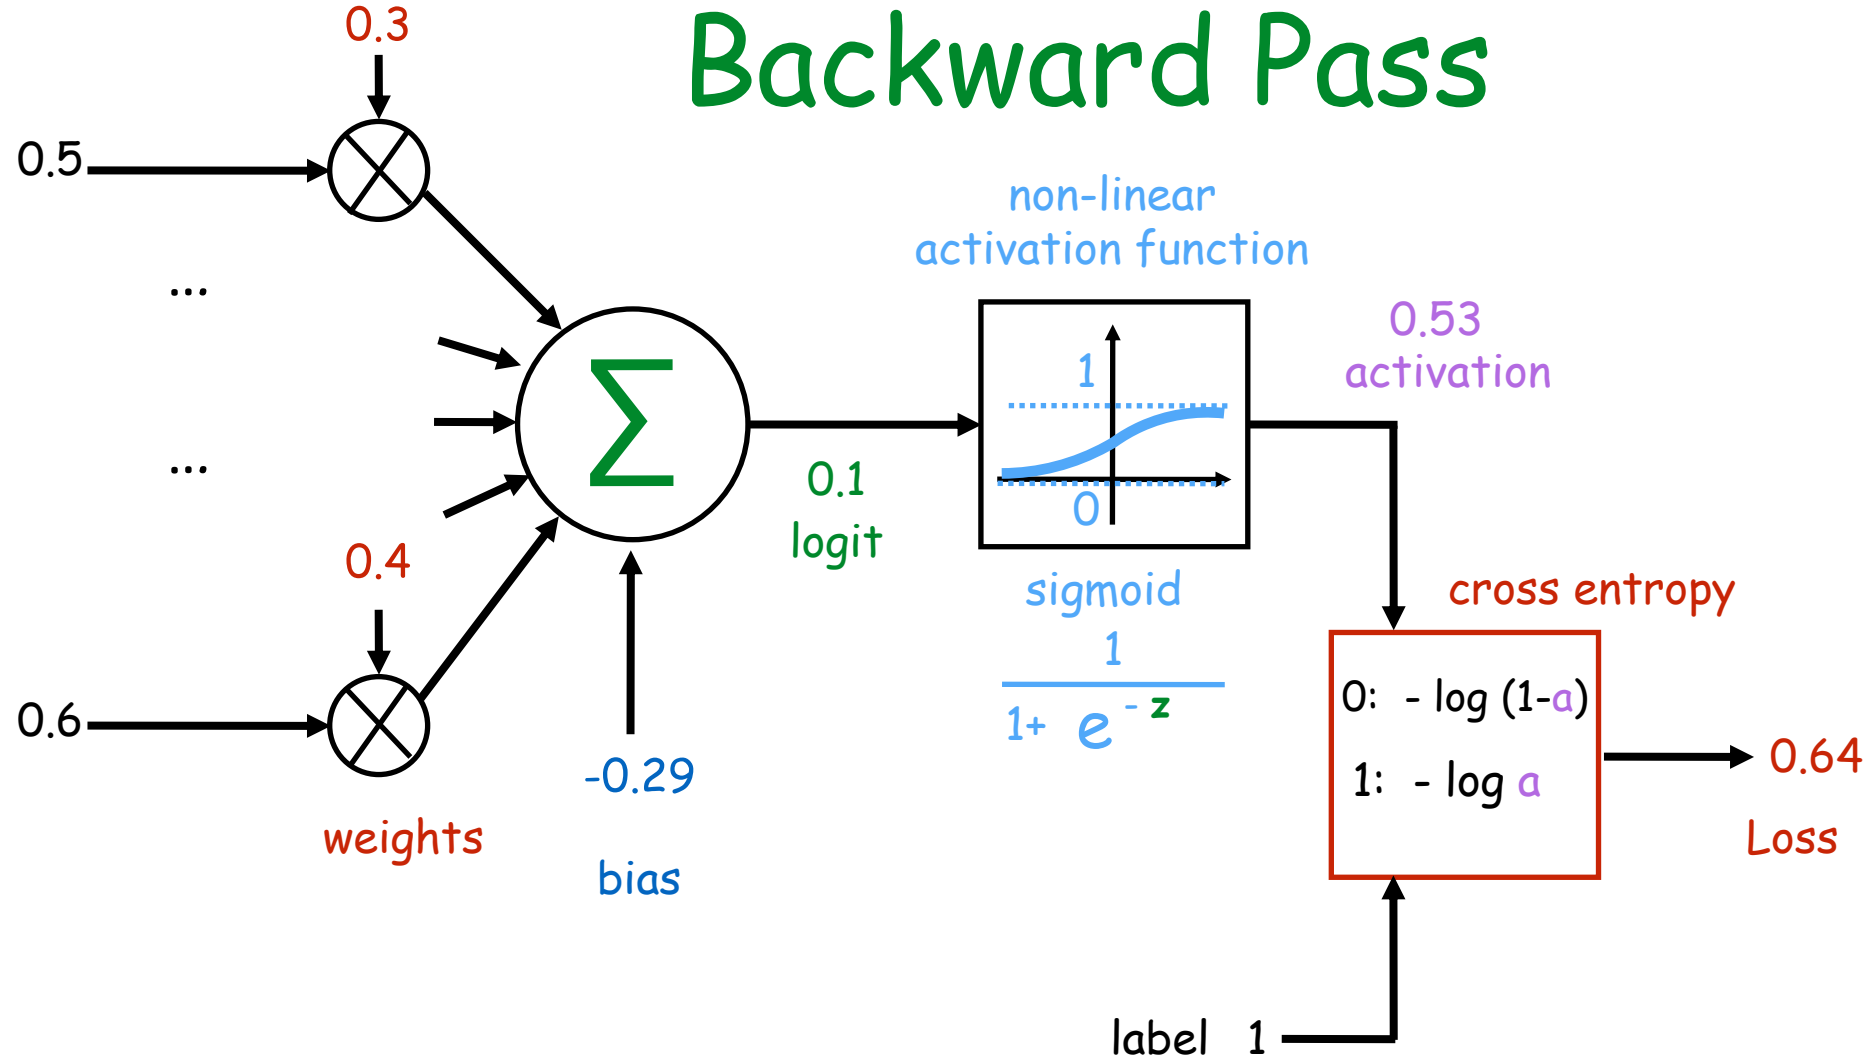 Backward Pass
0.3
0.5
...
...
0.4
0.6
weights
Σ
-0.29
bias
0.1
logit
non-linear
activation function
1
0
sigmoid
1
1+ e - z
0.53
activation
cross entropy
0: - log (1-a)
1: - log a
0.64
Loss
label 1